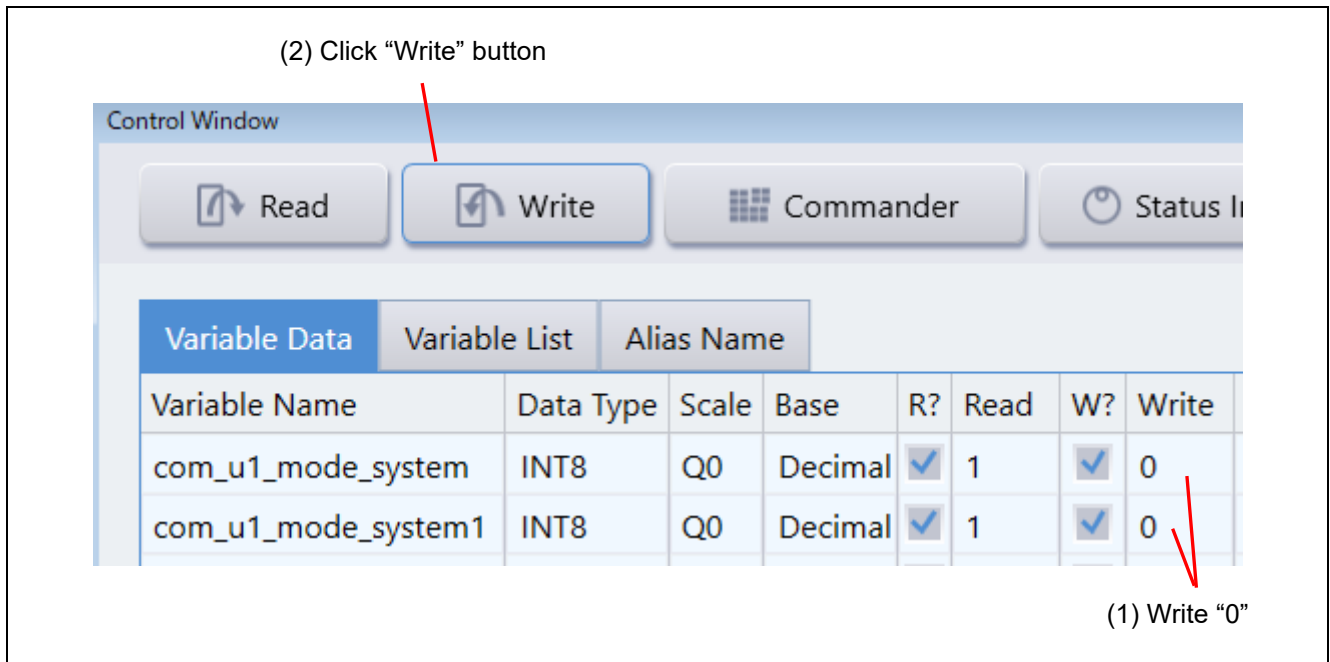 (2) Click “Write” button
Control Window
Read Write Commander Status
Variable Data Variable List Alias Name
Variable Name Data Type Scale Base R? Read W? Write
com_u1_mode_system INT8 Q0 Decimal 1 0
com_u1_mode_system1 INT8 Q0 Decimal 1 0
(1) Write “0”